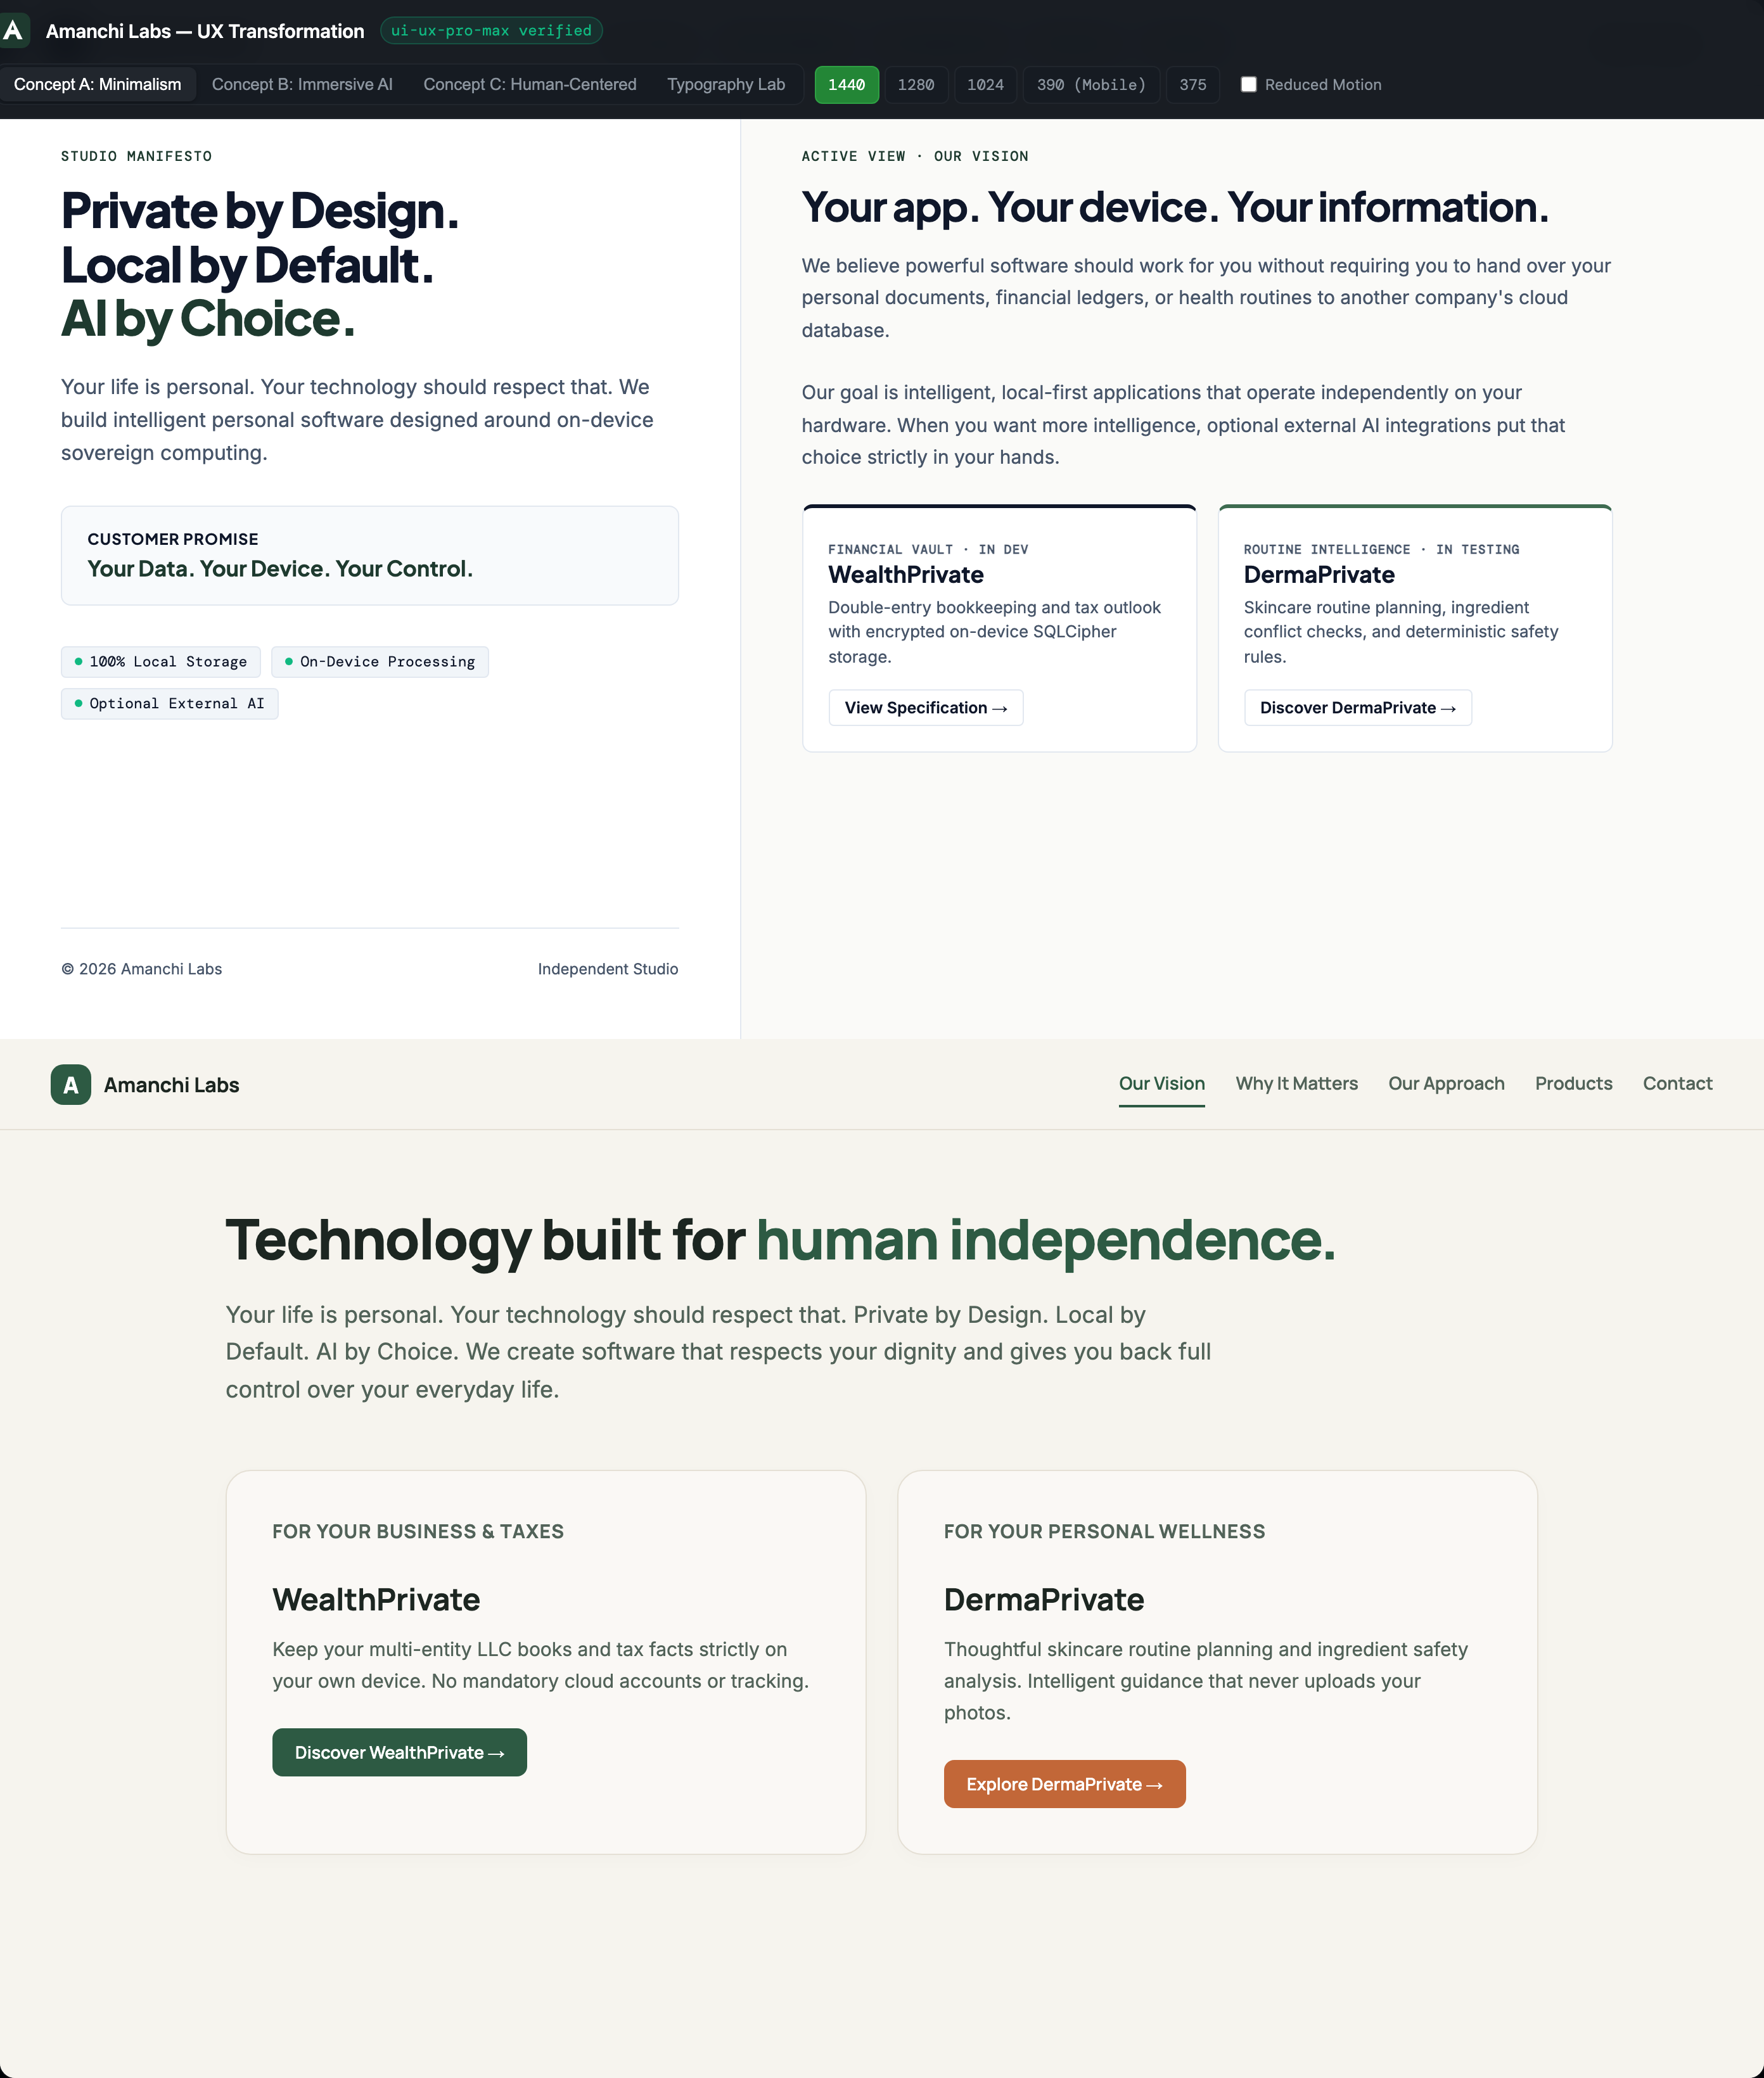 A Amanchi Labs — UX Transformation ui-ux-pro-max verified
Concept A: Minimalism Concept B: Immersive AI Concept C: Human-Centered Typography Lab 1440 1280 1024 390 (Mobile) 375 Reduced Motion
STUDIO MANIFESTO
Private by Design.
Local by Default.
AI by Choice.
Your life is personal. Your technology should respect that. We
build intelligent personal software designed around on-device
sovereign computing.
CUSTOMER PROMISE
Your Data. Your Device. Your Control.
100% Local Storage On-Device Processing
Optional External AI
© 2026 Amanchi Labs Independent Studio
ACTIVE VIEW · OUR VISION
Your app. Your device. Your information.
We believe powerful software should work for you without requiring you to hand over your
personal documents, financial ledgers, or health routines to another company's cloud
database.
Our goal is intelligent, local-first applications that operate independently on your
hardware. When you want more intelligence, optional external AI integrations put that
choice strictly in your hands.
FINANCIAL VAULT · IN DEV
WealthPrivate
Double-entry bookkeeping and tax outlook
with encrypted on-device SQLCipher
storage.
View Specification →
ROUTINE INTELLIGENCE · IN TESTING
DermaPrivate
Skincare routine planning, ingredient
conflict checks, and deterministic safety
rules.
Discover DermaPrivate →
A Amanchi Labs Our Vision Why It Matters Our Approach Products Contact
Technology built for human independence.
Your life is personal. Your technology should respect that. Private by Design. Local by
Default. AI by Choice. We create software that respects your dignity and gives you back full
control over your everyday life.
FOR YOUR BUSINESS & TAXES
WealthPrivate
Keep your multi-entity LLC books and tax facts strictly on
your own device. No mandatory cloud accounts or tracking.
Discover WealthPrivate →
FOR YOUR PERSONAL WELLNESS
DermaPrivate
Thoughtful skincare routine planning and ingredient safety
analysis. Intelligent guidance that never uploads your
photos.
Explore DermaPrivate →